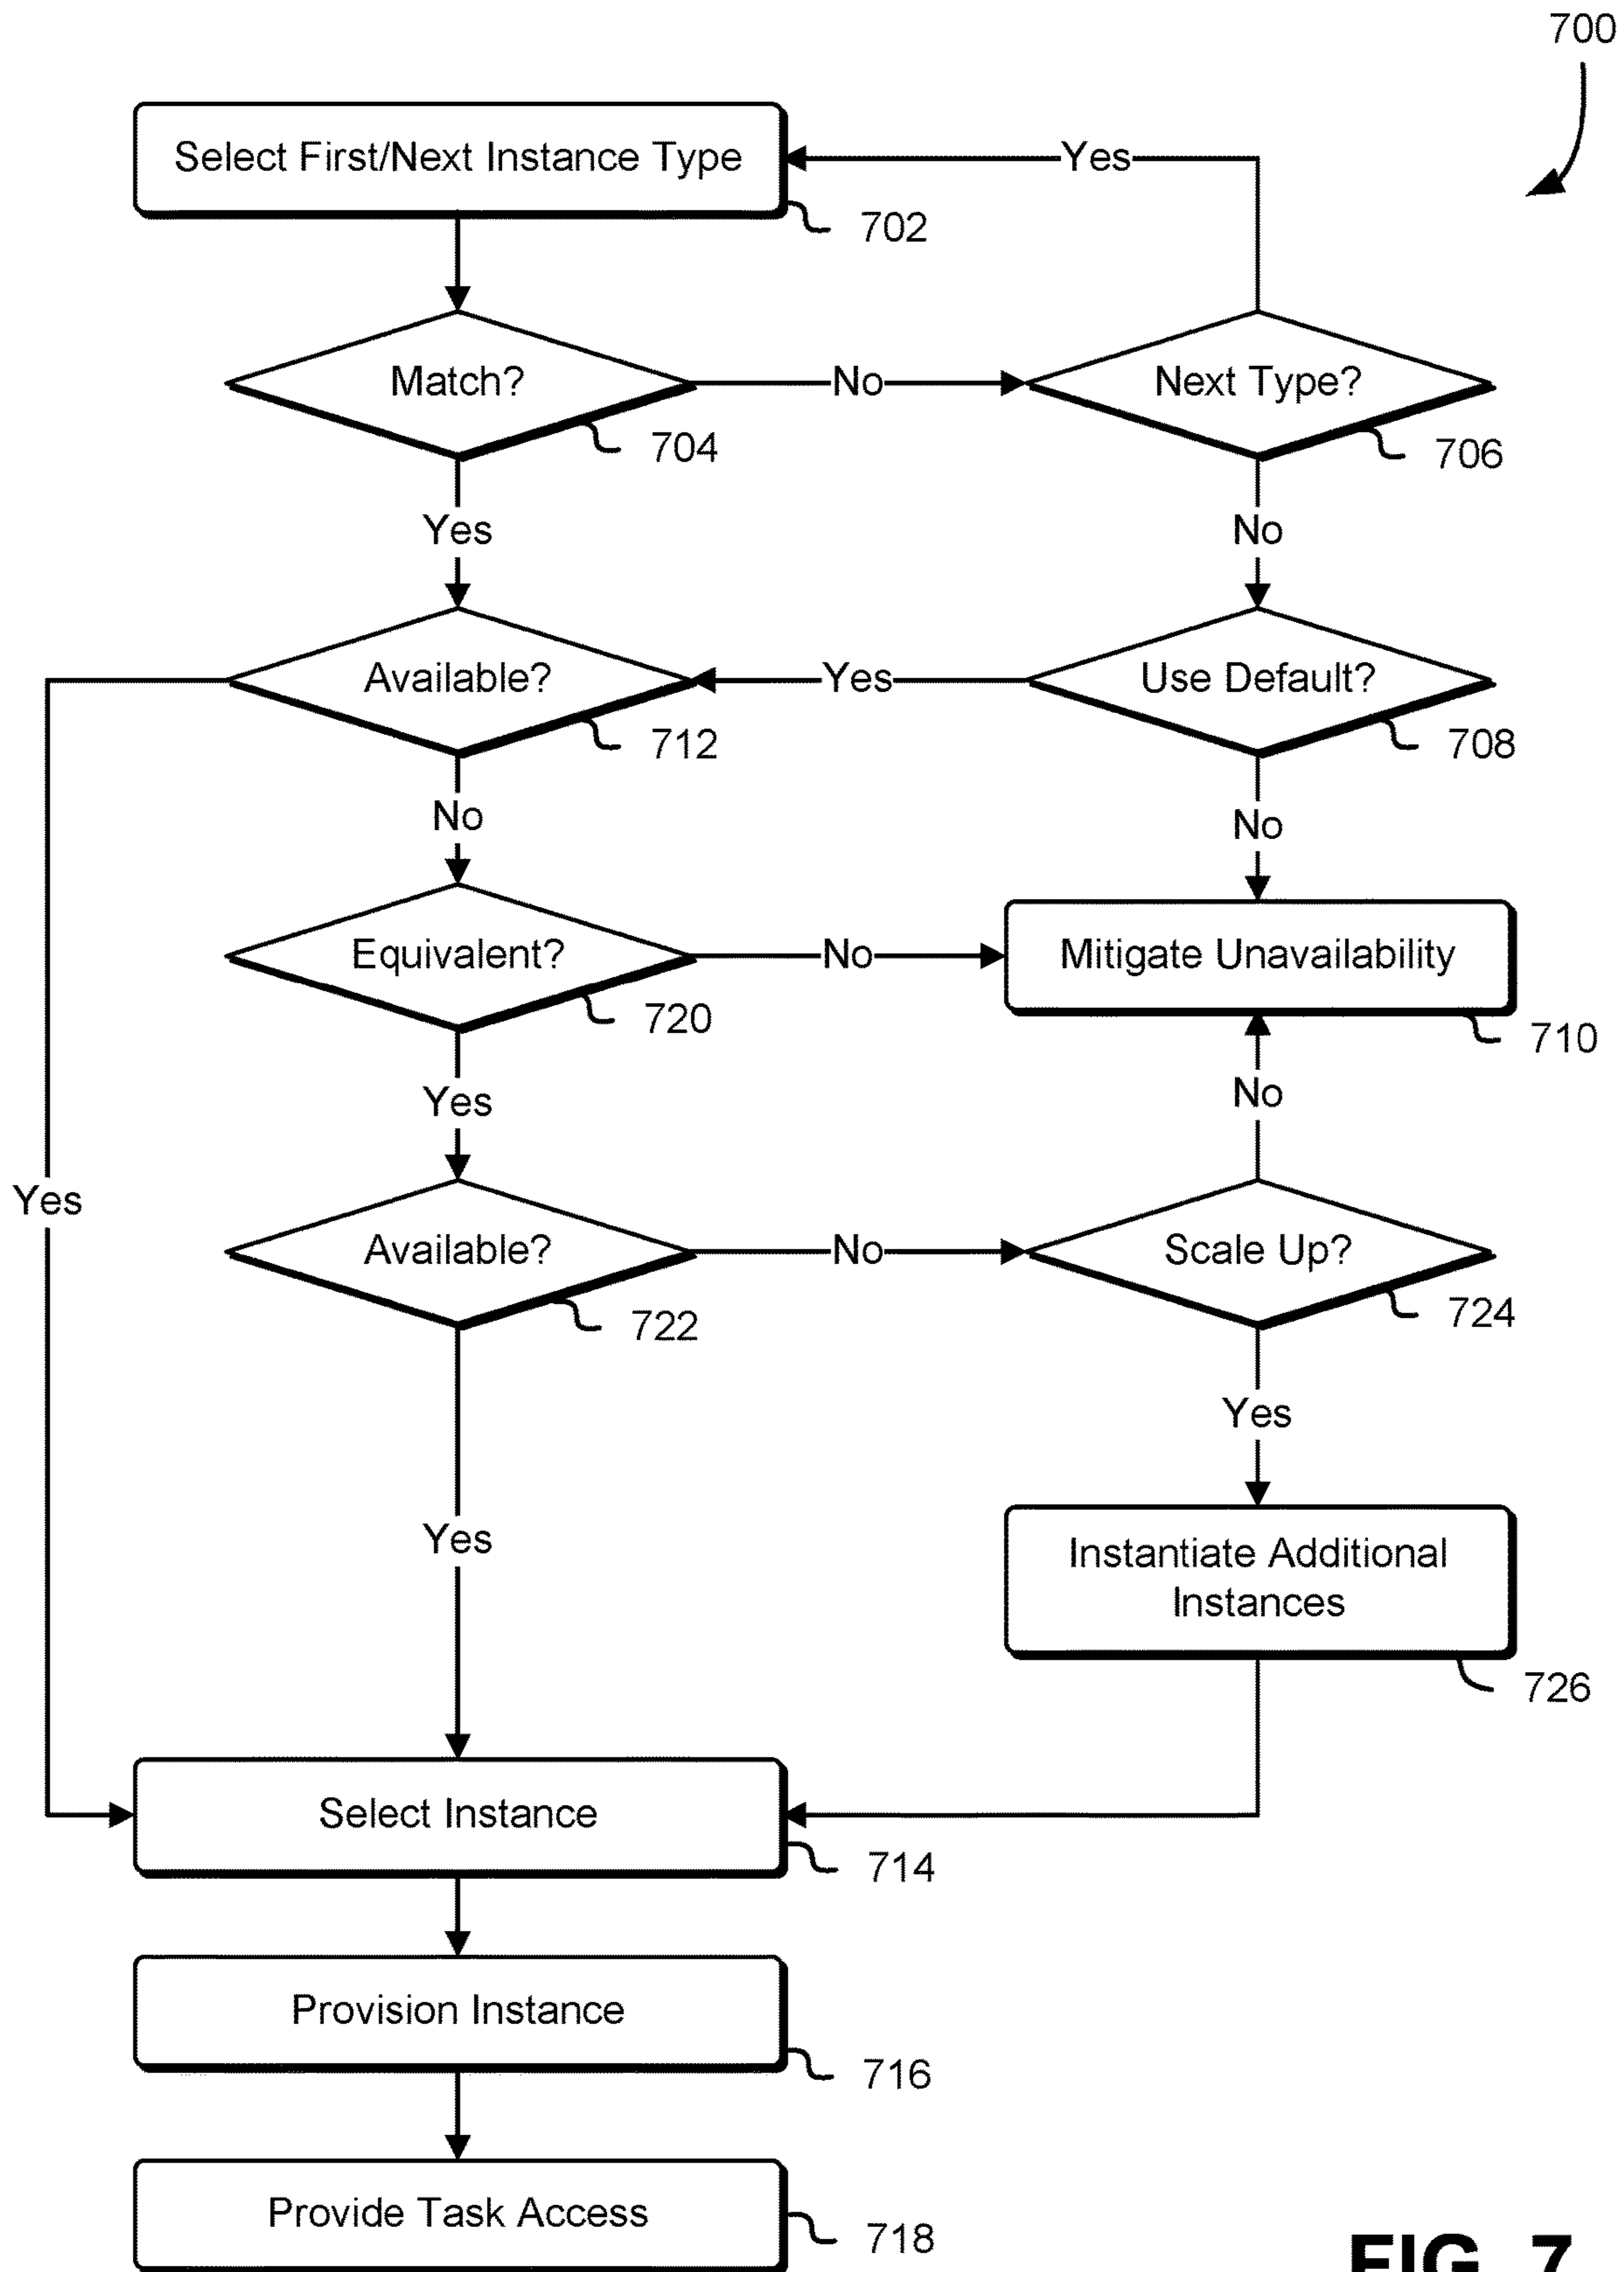 700
Select First/Next Instance Type
Yes
702
Match?
No
Next Type?
704
706
Yes
No
Available?
Yes
Use Default?
712
708
No
No
Equivalent?
No
Mitigate Unavailability
720
710
Yes
No
Yes
Available?
No
Scale Up?
722
724
Yes
Yes
Instantiate Additional
Instances
726
Select Instance
714
Provision Instance
716
Provide Task Access
718
FIG. 7